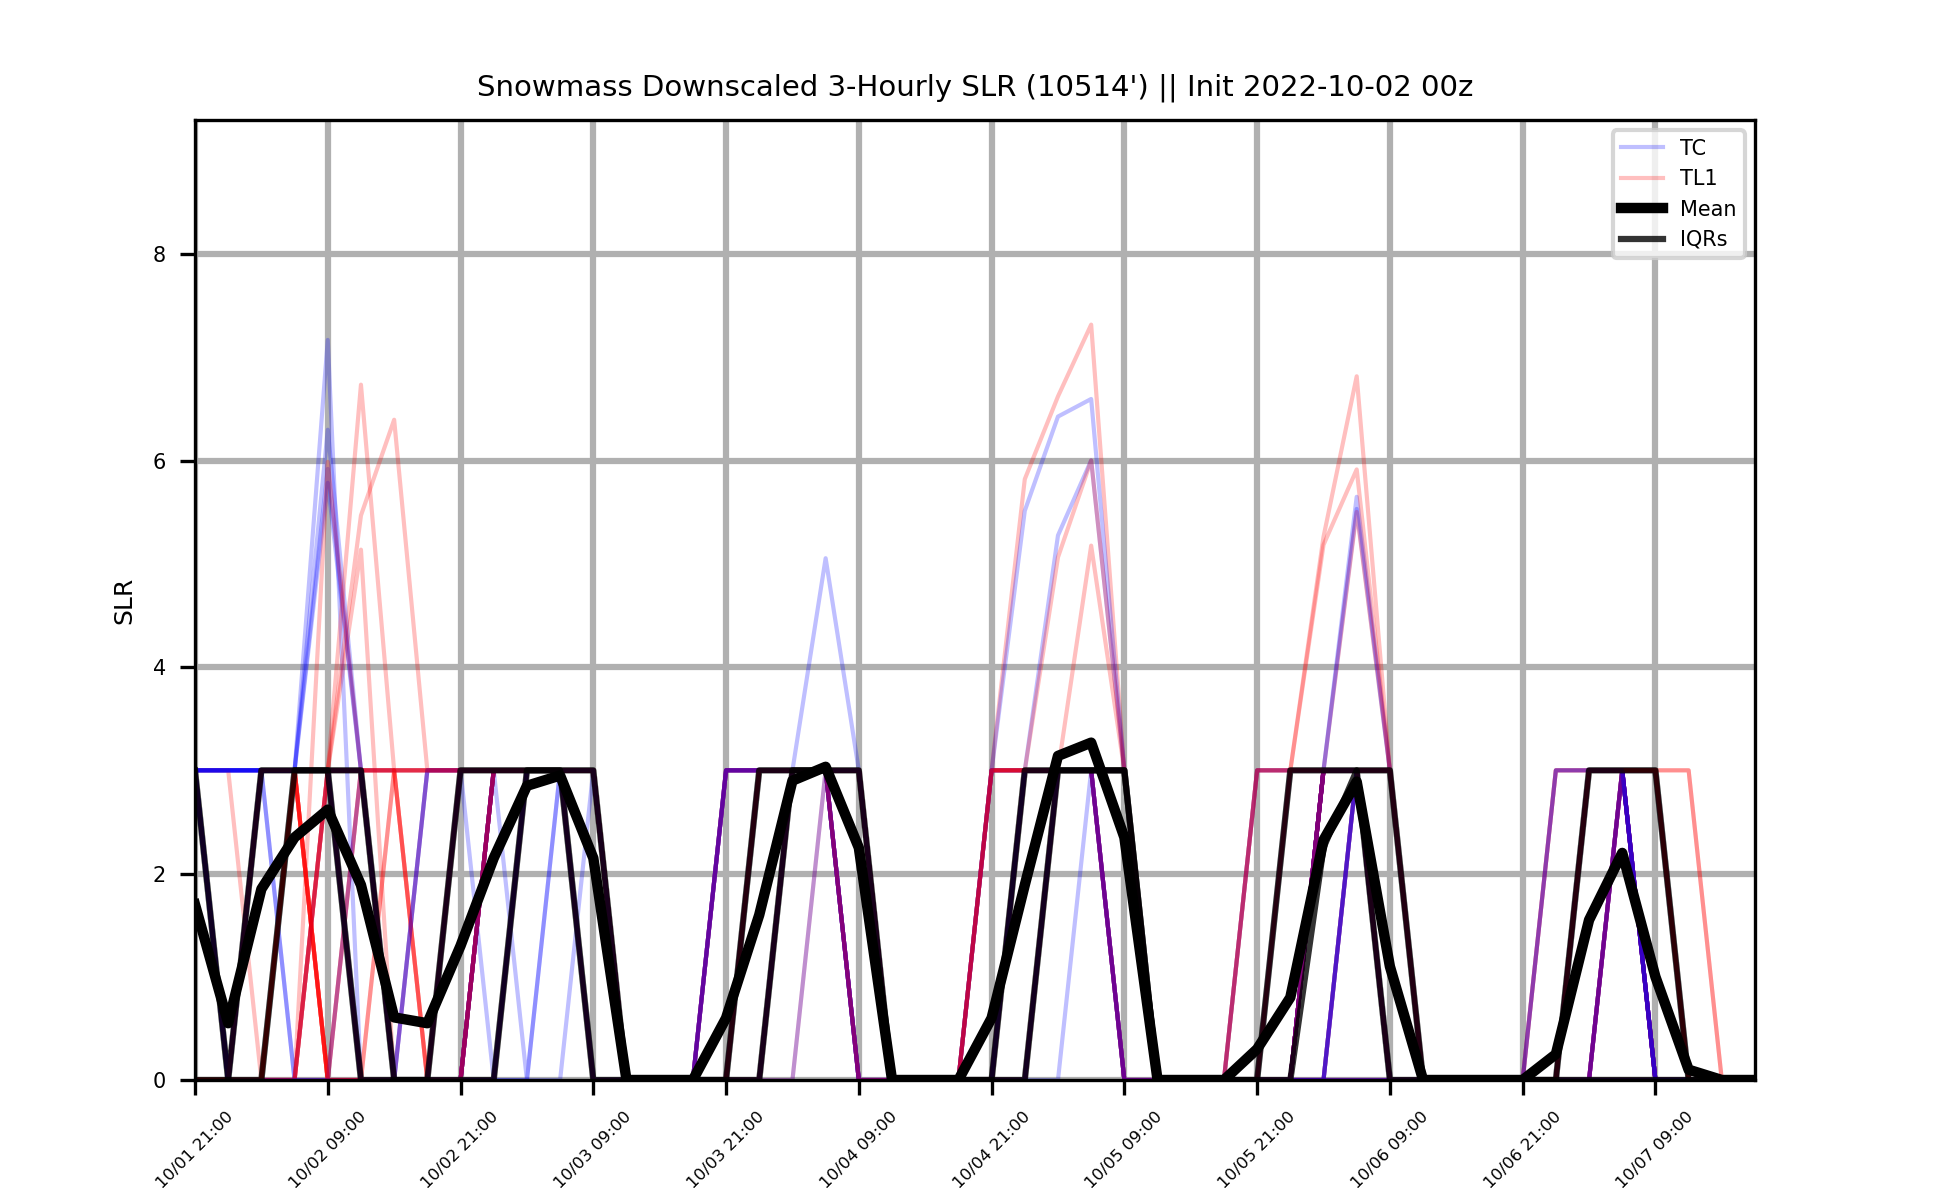 Snowmass Downscaled 3-Hourly SLR (10514') || Init 2022-10-02 00z
TC
TL1
Mean
IQRs
8
6
4
2
0
SLR
10/01 21:00
10/02 09:00
10/02 21:00
10/03 09:00
10/03 21:00
10/04 09:00
10/04 21:00
10/05 09:00
10/05 21:00
10/06 09:00
10/06 21:00
10/07 09:00